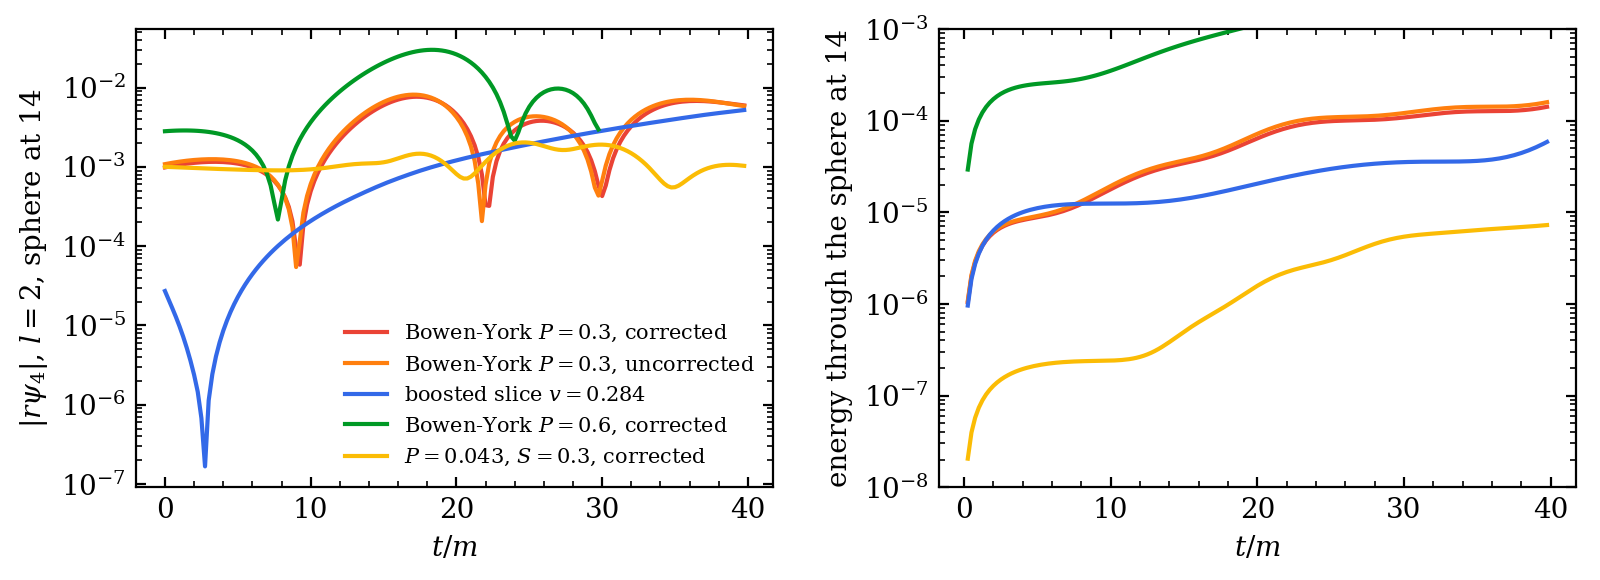 |rψ₄|, l = 2, sphere at 14
10⁻²
10⁻³
10⁻⁴
10⁻⁵
10⁻⁶
10⁻⁷
Bowen-York P = 0.3, corrected
Bowen-York P = 0.3, uncorrected
boosted slice v = 0.284
Bowen-York P = 0.6, corrected
P = 0.043, S = 0.3, corrected
0 10 20 30 40
t/m
energy through the sphere at 14
10⁻³
10⁻⁴
10⁻⁵
10⁻⁶
10⁻⁷
10⁻⁸
0 10 20 30 40
t/m